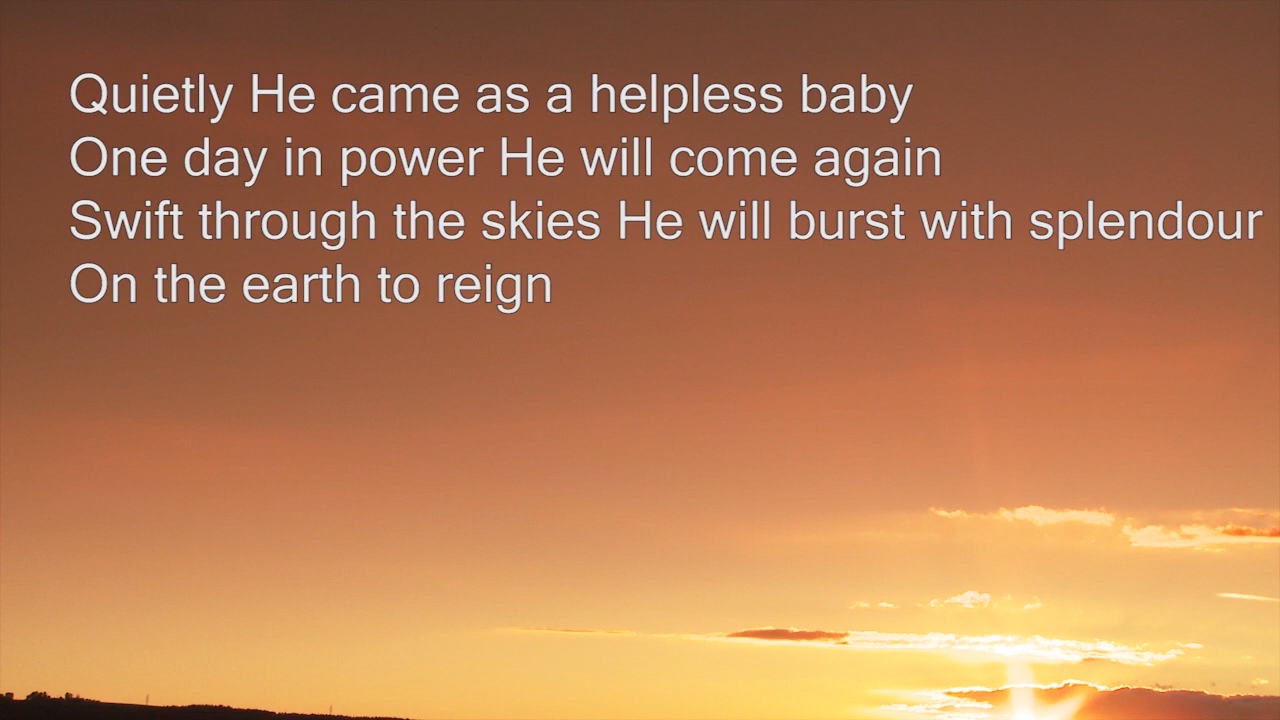 Quietly He came as a helpless baby
One day in power He will come again
Swift through the skies He will burst with splendour
On the earth to reign